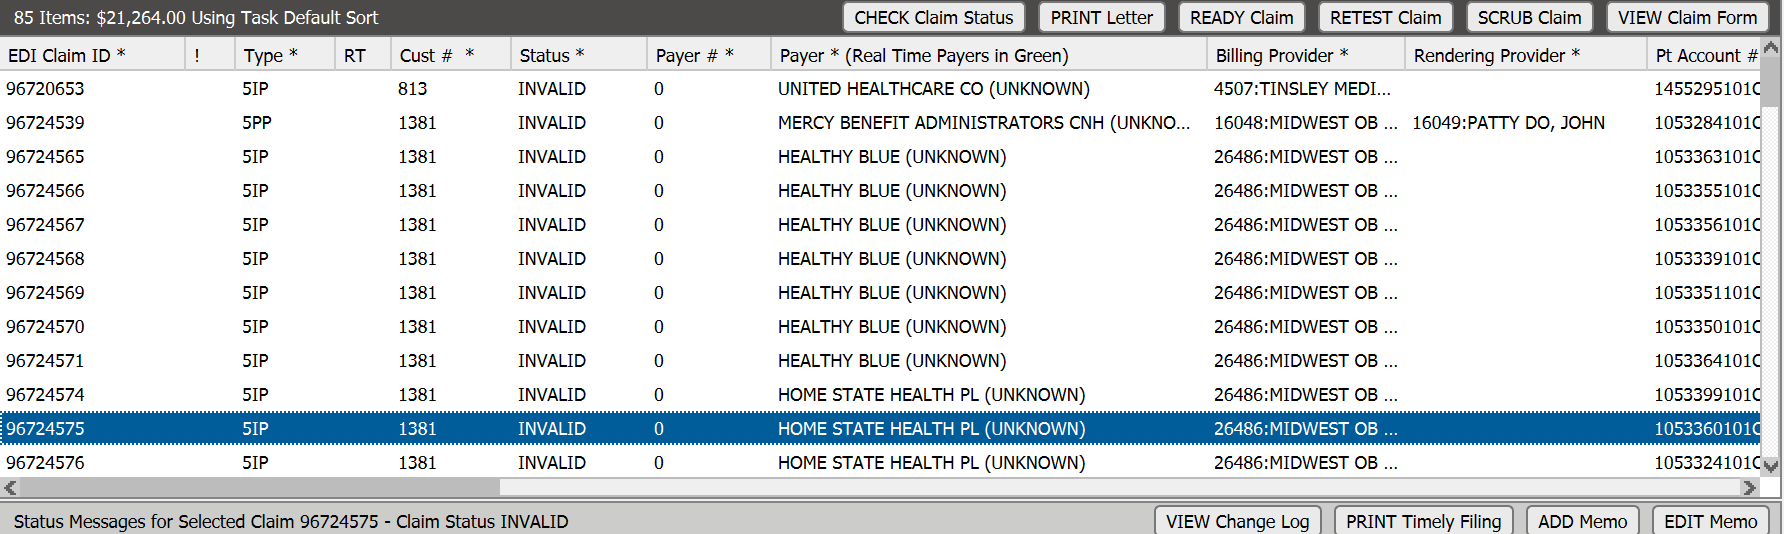 85 Items: $21,264.00 Using Task Default Sort CHECK Claim Status PRINT Letter READY Claim RETEST Claim SCRUB Claim VIEW Claim Form
EDI Claim ID * ! Type * RT Cust # * Status * Payer # * Payer * (Real Time Payers in Green) Billing Provider * Rendering Provider * Pt Account #
96720653 5IP 813 INVALID 0 UNITED HEALTHCARE CO (UNKNOWN) 4507:TINSLEY MEDI... 1455295101C
96724539 5PP 1381 INVALID 0 MERCY BENEFIT ADMINISTRATORS CNH (UNKNO... 16048:MIDWEST OB ... 16049:PATTY DO, JOHN 1053284101C
96724565 5IP 1381 INVALID 0 HEALTHY BLUE (UNKNOWN) 26486:MIDWEST OB ... 1053363101C
96724566 5IP 1381 INVALID 0 HEALTHY BLUE (UNKNOWN) 26486:MIDWEST OB ... 1053355101C
96724567 5IP 1381 INVALID 0 HEALTHY BLUE (UNKNOWN) 26486:MIDWEST OB ... 1053356101C
96724568 5IP 1381 INVALID 0 HEALTHY BLUE (UNKNOWN) 26486:MIDWEST OB ... 1053339101C
96724569 5IP 1381 INVALID 0 HEALTHY BLUE (UNKNOWN) 26486:MIDWEST OB ... 1053351101C
96724570 5IP 1381 INVALID 0 HEALTHY BLUE (UNKNOWN) 26486:MIDWEST OB ... 1053350101C
96724571 5IP 1381 INVALID 0 HEALTHY BLUE (UNKNOWN) 26486:MIDWEST OB ... 1053364101C
96724574 5IP 1381 INVALID 0 HOME STATE HEALTH PL (UNKNOWN) 26486:MIDWEST OB ... 1053399101C
96724575 5IP 1381 INVALID 0 HOME STATE HEALTH PL (UNKNOWN) 26486:MIDWEST OB ... 1053360101C
96724576 5IP 1381 INVALID 0 HOME STATE HEALTH PL (UNKNOWN) 26486:MIDWEST OB ... 1053324101C
Status Messages for Selected Claim 96724575 - Claim Status INVALID VIEW Change Log PRINT Timely Filing ADD Memo EDIT Memo